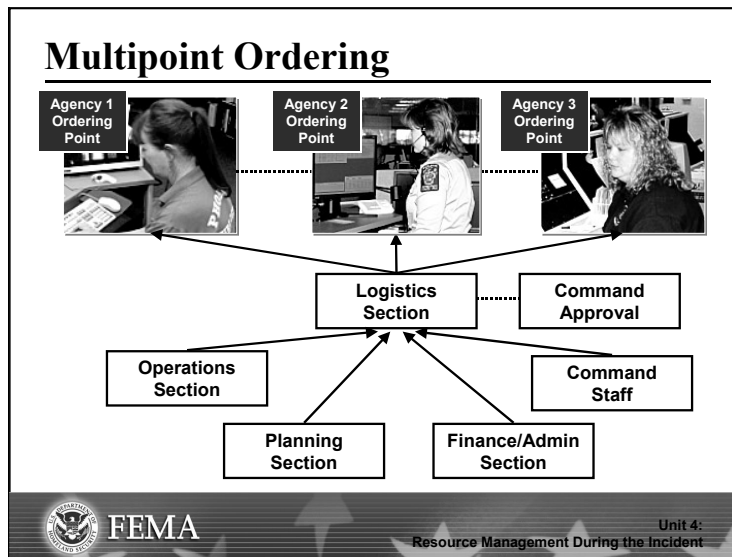 Multipoint Ordering
Agency 1
Ordering
Point
Agency 2
Ordering
Point
Agency 3
Ordering
Point
Logistics
Section
Command
Approval
Operations
Section
Command
Staff
Planning
Section
Finance/Admin
Section
FEMA
Unit 4:
Resource Management During the Incident